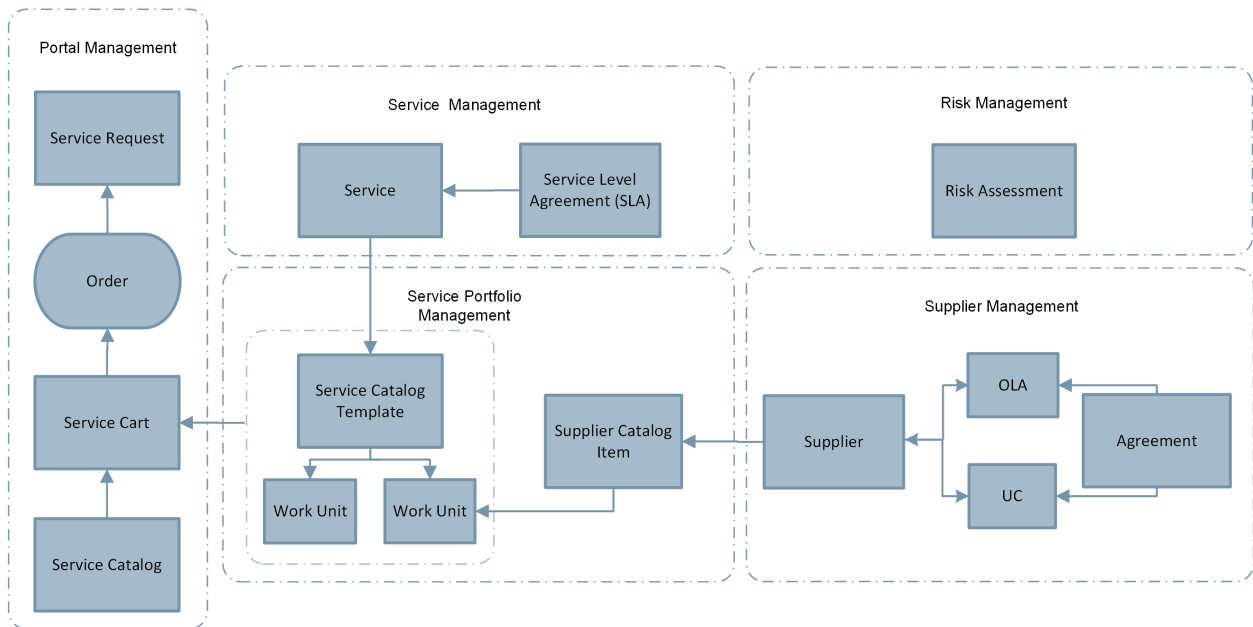 Portal Management
Service Request
Order
Service Cart
Service Catalog
Service Management
Service
Service Level
Agreement (SLA)
Risk Management
Risk Assessment
Service Portfolio
Management
Service Catalog
Template
Work Unit
Work Unit
Supplier Catalog
Item
Supplier Management
Supplier
OLA
UC
Agreement